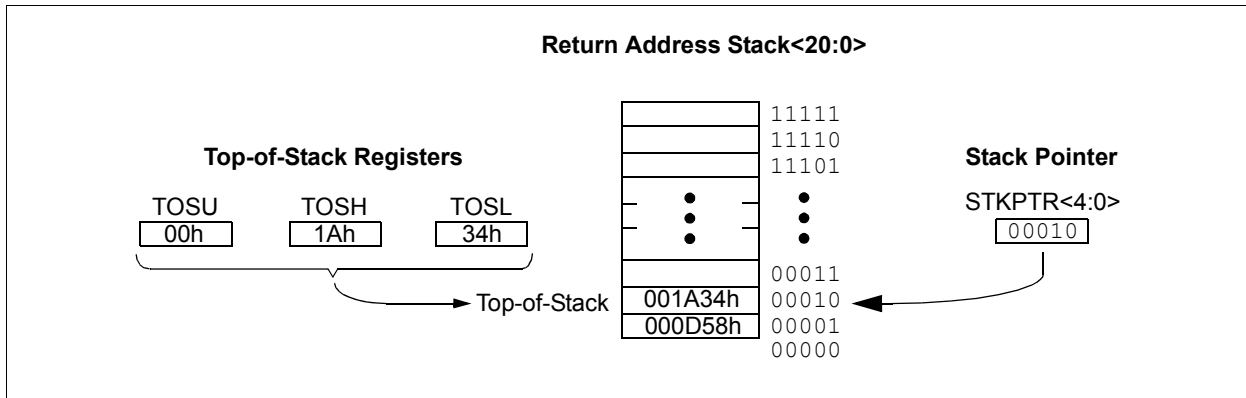 Return Address Stack<20:0>
11111
11110
Top-of-Stack Registers 11101 Stack Pointer
TOSU TOSH TOSL STKPTR<4:0>
00h 1Ah 34h 00010
00011
Top-of-Stack 001A34h 00010
000D58h 00001
00000